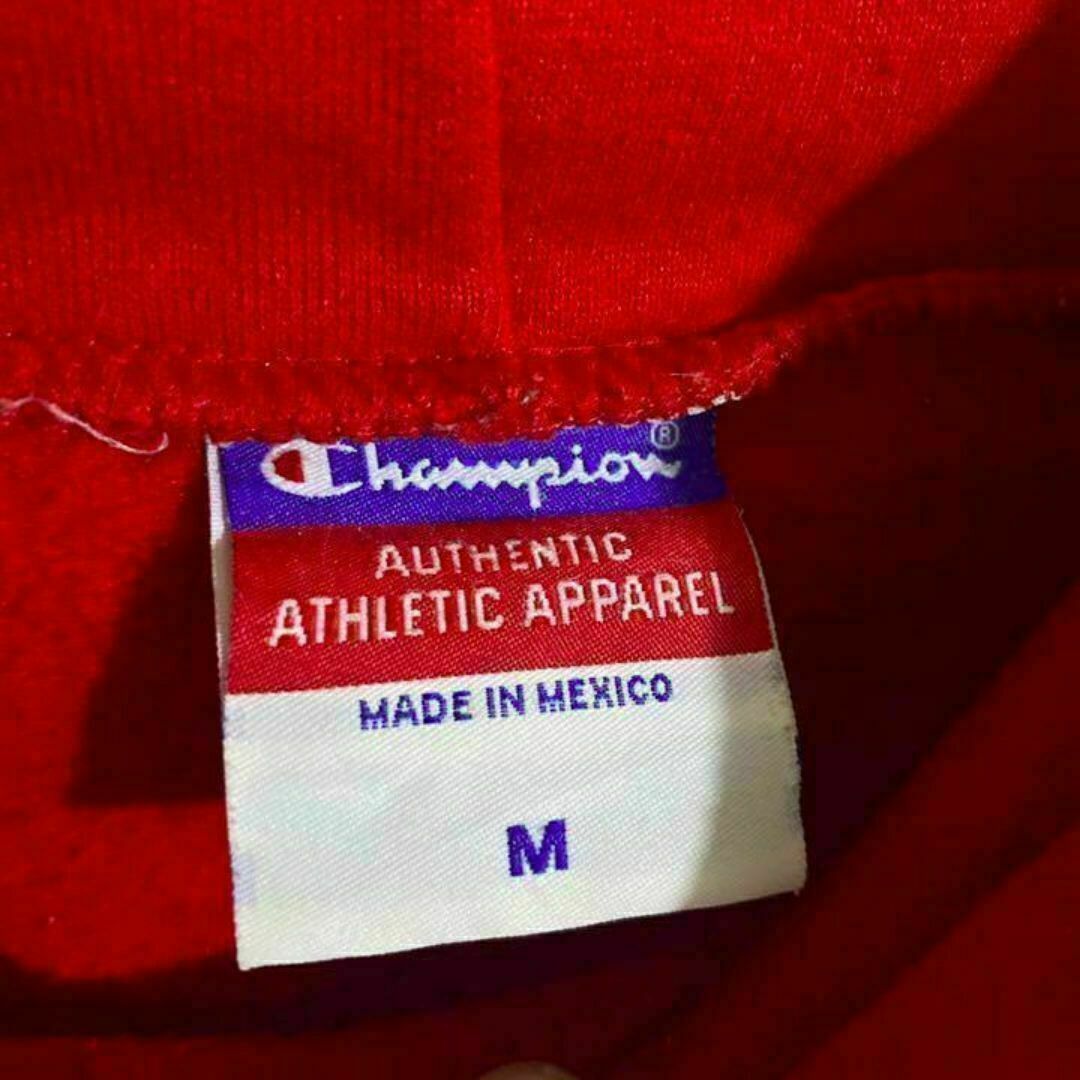 Champion®
AUTHENTIC
ATHLETIC APPAREL
MADE IN MEXICO
M